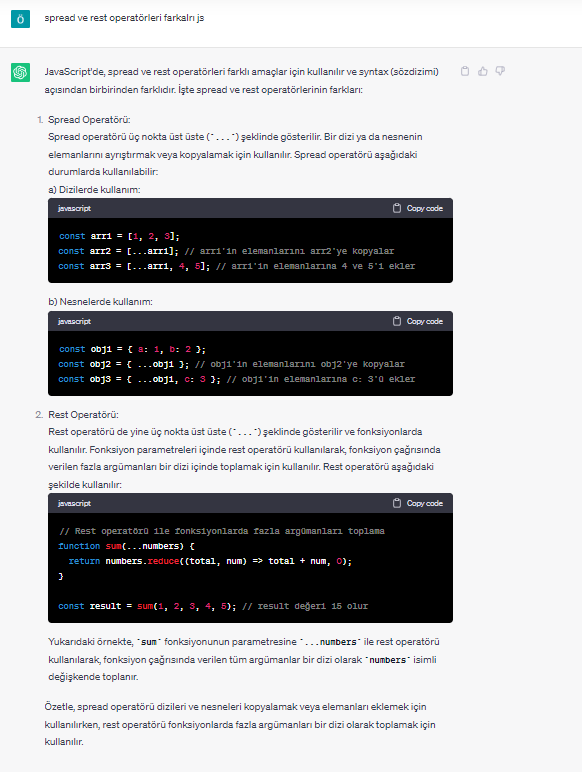 ö
spread ve rest operatörleri farkalrı js
JavaScript'de, spread ve rest operatörleri farklı amaçlar için kullanılır ve syntax (sözdizimi)
açısından birbirinden farklıdır. İşte spread ve rest operatörlerinin farkları:
1. Spread Operatörü:
Spread operatörü üç nokta üst üste (`...`) şeklinde gösterilir. Bir dizi ya da nesnenin
elemanlarını ayrıştırmak veya kopyalamak için kullanılır. Spread operatörü aşağıdaki
durumlarda kullanılabilir:
a) Dizilerde kullanım:
javascript Copy code
const arr1 = [1, 2, 3];
const arr2 = [...arr1]; // arr1'in elemanlarını arr2'ye kopyalar
const arr3 = [...arr1, 4, 5]; // arr1'in elemanlarına 4 ve 5'i ekler
b) Nesnelerde kullanım:
javascript Copy code
const obj1 = { a: 1, b: 2 };
const obj2 = { ...obj1 }; // obj1'in elemanlarını obj2'ye kopyalar
const obj3 = { ...obj1, c: 3 }; // obj1'in elemanlarına c: 3'ü ekler
2. Rest Operatörü:
Rest operatörü de yine üç nokta üst üste (`...`) şeklinde gösterilir ve fonksiyonlarda
kullanılır. Fonksiyon parametreleri içinde rest operatörü kullanılarak, fonksiyon çağrısında
verilen fazla argümanları bir dizi içinde toplamak için kullanılır. Rest operatörü aşağıdaki
şekilde kullanılır:
javascript Copy code
// Rest operatörü ile fonksiyonlarda fazla argümanları toplama
function sum(...numbers) {
return numbers.reduce((total, num) => total + num, 0);
}
const result = sum(1, 2, 3, 4, 5); // result değeri 15 olur
Yukarıdaki örnekte, `sum` fonksiyonunun parametresine `...numbers` ile rest operatörü
kullanılarak, fonksiyon çağrısında verilen tüm argümanlar bir dizi olarak `numbers` isimli
değişkende toplanır.
Özetle, spread operatörü dizileri ve nesneleri kopyalamak veya elemanları eklemek için
kullanılırken, rest operatörü fonksiyonlarda fazla argümanları bir dizi olarak toplamak için
kullanılır.